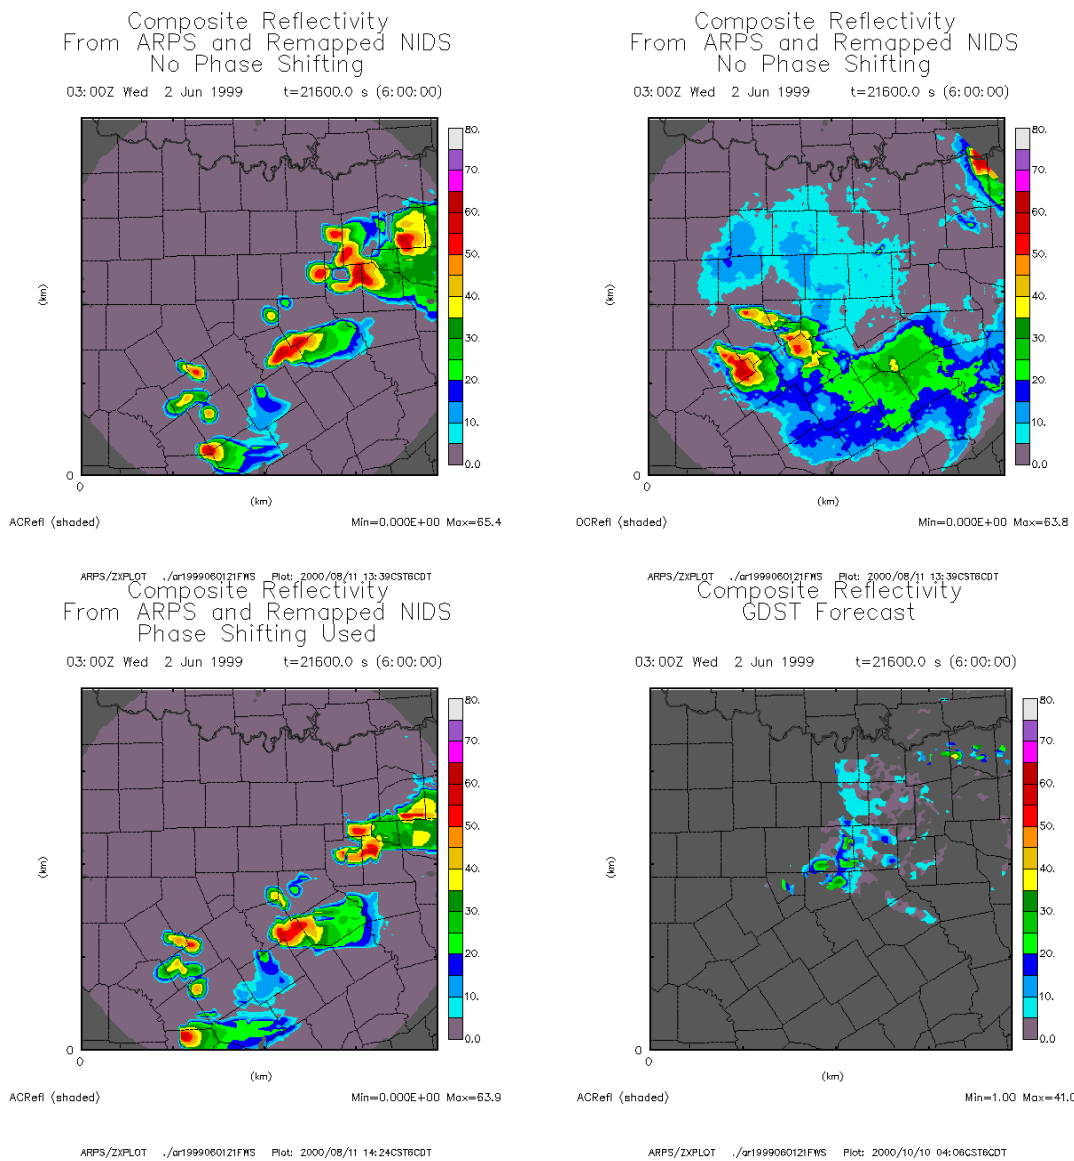 Composite Reflectivity
From ARPS and Remapped NIDS
No Phase Shifting
03:00Z Wed 2 Jun 1999 t=21600.0 s (6:00:00)
80.
70.
60.
50.
40.
30.
20.
10.
0.0
(km)
0
0
(km)
ACRefl (shaded) Min=0.000E+00 Max=65.4
ARPS/ZXPLOT ./ar1999060121FWS Plot: 2000/08/11 13:39CST6CDT
Composite Reflectivity
From ARPS and Remapped NIDS
No Phase Shifting
03:00Z Wed 2 Jun 1999 t=21600.0 s (6:00:00)
80.
70.
60.
50.
40.
30.
20.
10.
0.0
(km)
0
0
(km)
OCRefl (shaded) Min=0.000E+00 Max=63.8
ARPS/ZXPLOT ./ar1999060121FWS Plot: 2000/08/11 13:39CST6CDT
Composite Reflectivity
From ARPS and Remapped NIDS
Phase Shifting Used
03:00Z Wed 2 Jun 1999 t=21600.0 s (6:00:00)
80.
70.
60.
50.
40.
30.
20.
10.
0.0
(km)
0
0
(km)
ACRefl (shaded) Min=0.000E+00 Max=63.9
ARPS/ZXPLOT ./ar1999060121FWS Plot: 2000/08/11 14:24CST6CDT
Composite Reflectivity
GDST Forecast
03:00Z Wed 2 Jun 1999 t=21600.0 s (6:00:00)
80.
70.
60.
50.
40.
30.
20.
10.
0.0
(km)
0
0
(km)
ACRefl (shaded) Min=1.00 Max=41.0
ARPS/ZXPLOT ./ar1999060121FWS Plot: 2000/10/10 04:06CST6CDT